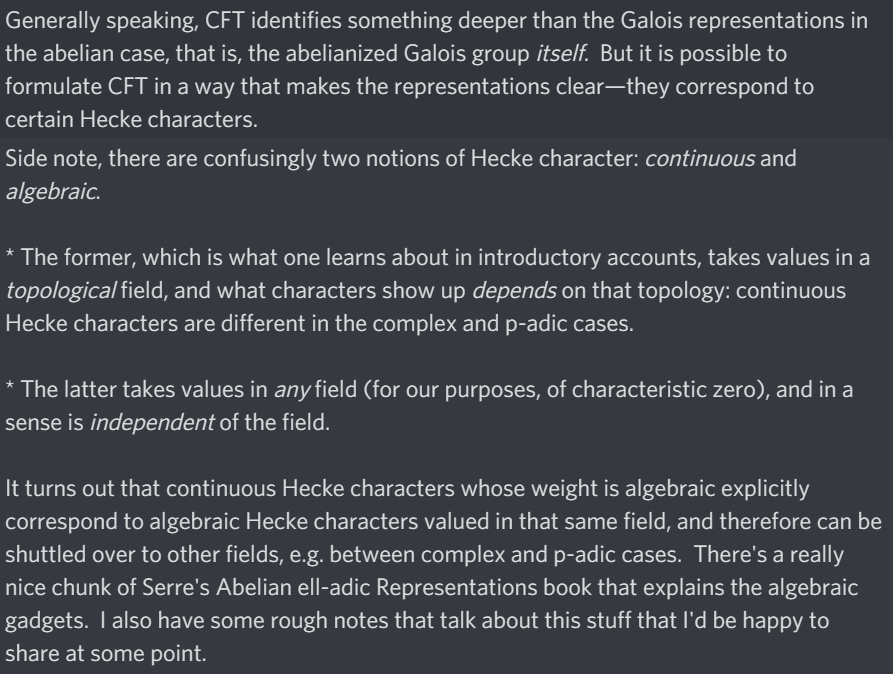 Generally speaking, CFT identifies something deeper than the Galois representations in
the abelian case, that is, the abelianized Galois group itself.  But it is possible to
formulate CFT in a way that makes the representations clear—they correspond to
certain Hecke characters.
Side note, there are confusingly two notions of Hecke character: continuous and
algebraic.
* The former, which is what one learns about in introductory accounts, takes values in a
topological field, and what characters show up depends on that topology: continuous
Hecke characters are different in the complex and p-adic cases.
* The latter takes values in any field (for our purposes, of characteristic zero), and in a
sense is independent of the field.
It turns out that continuous Hecke characters whose weight is algebraic explicitly
correspond to algebraic Hecke characters valued in that same field, and therefore can be
shuttled over to other fields, e.g. between complex and p-adic cases.  There's a really
nice chunk of Serre's Abelian ell-adic Representations book that explains the algebraic
gadgets.  I also have some rough notes that talk about this stuff that I'd be happy to
share at some point.